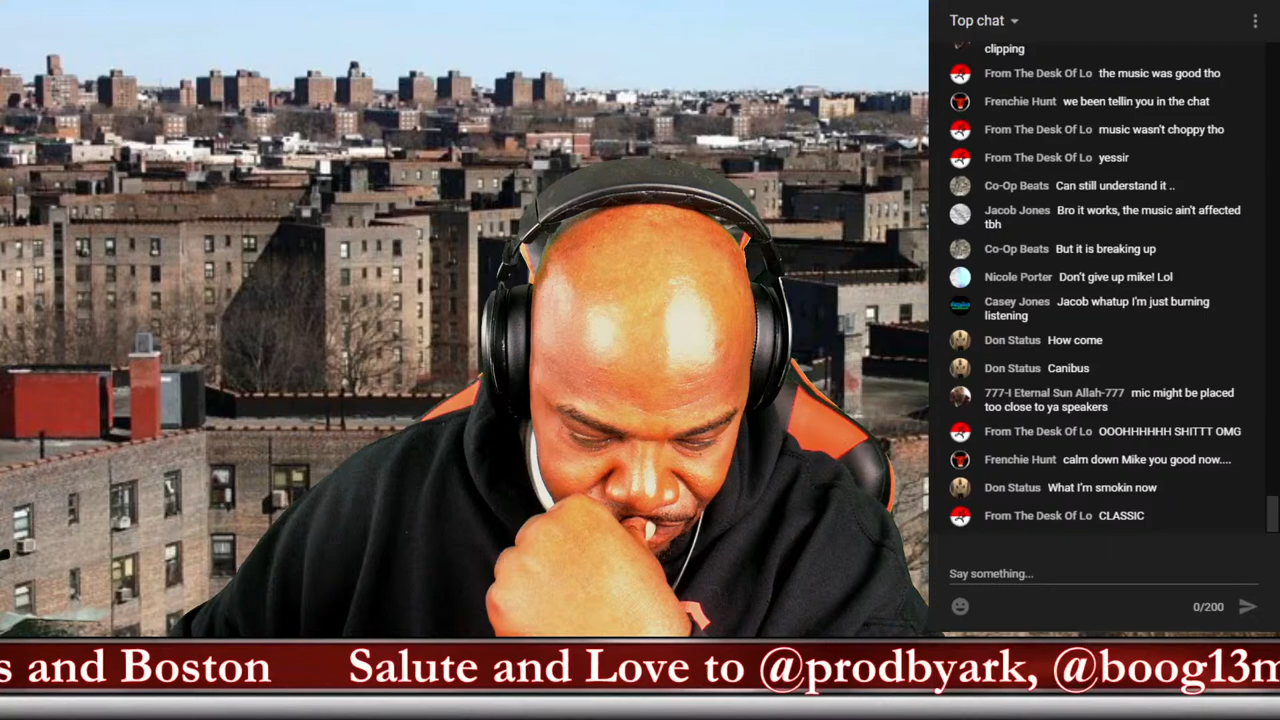 Top chat
clipping
From The Desk Of Lo the music was good tho
Frenchie Hunt we been tellin you in the chat
From The Desk Of Lo music wasn't choppy tho
From The Desk Of Lo yessir
Co-Op Beats Can still understand it ..
Jacob Jones Bro it works, the music ain't affected
tbh
Co-Op Beats But it is breaking up
Nicole Porter Don't give up mike! Lol
Casey Jones Jacob whatup I'm just burning
listening
Don Status How come
Don Status Canibus
777-I Eternal Sun Allah-777 mic might be placed
too close to ya speakers
From The Desk Of Lo OOOHHHHHH SHITTT OMG
Frenchie Hunt calm down Mike you good now....
Don Status What I'm smokin now
From The Desk Of Lo CLASSIC
Say something...
0/200
s and Boston Salute and Love to @prodbyark, @boog13m